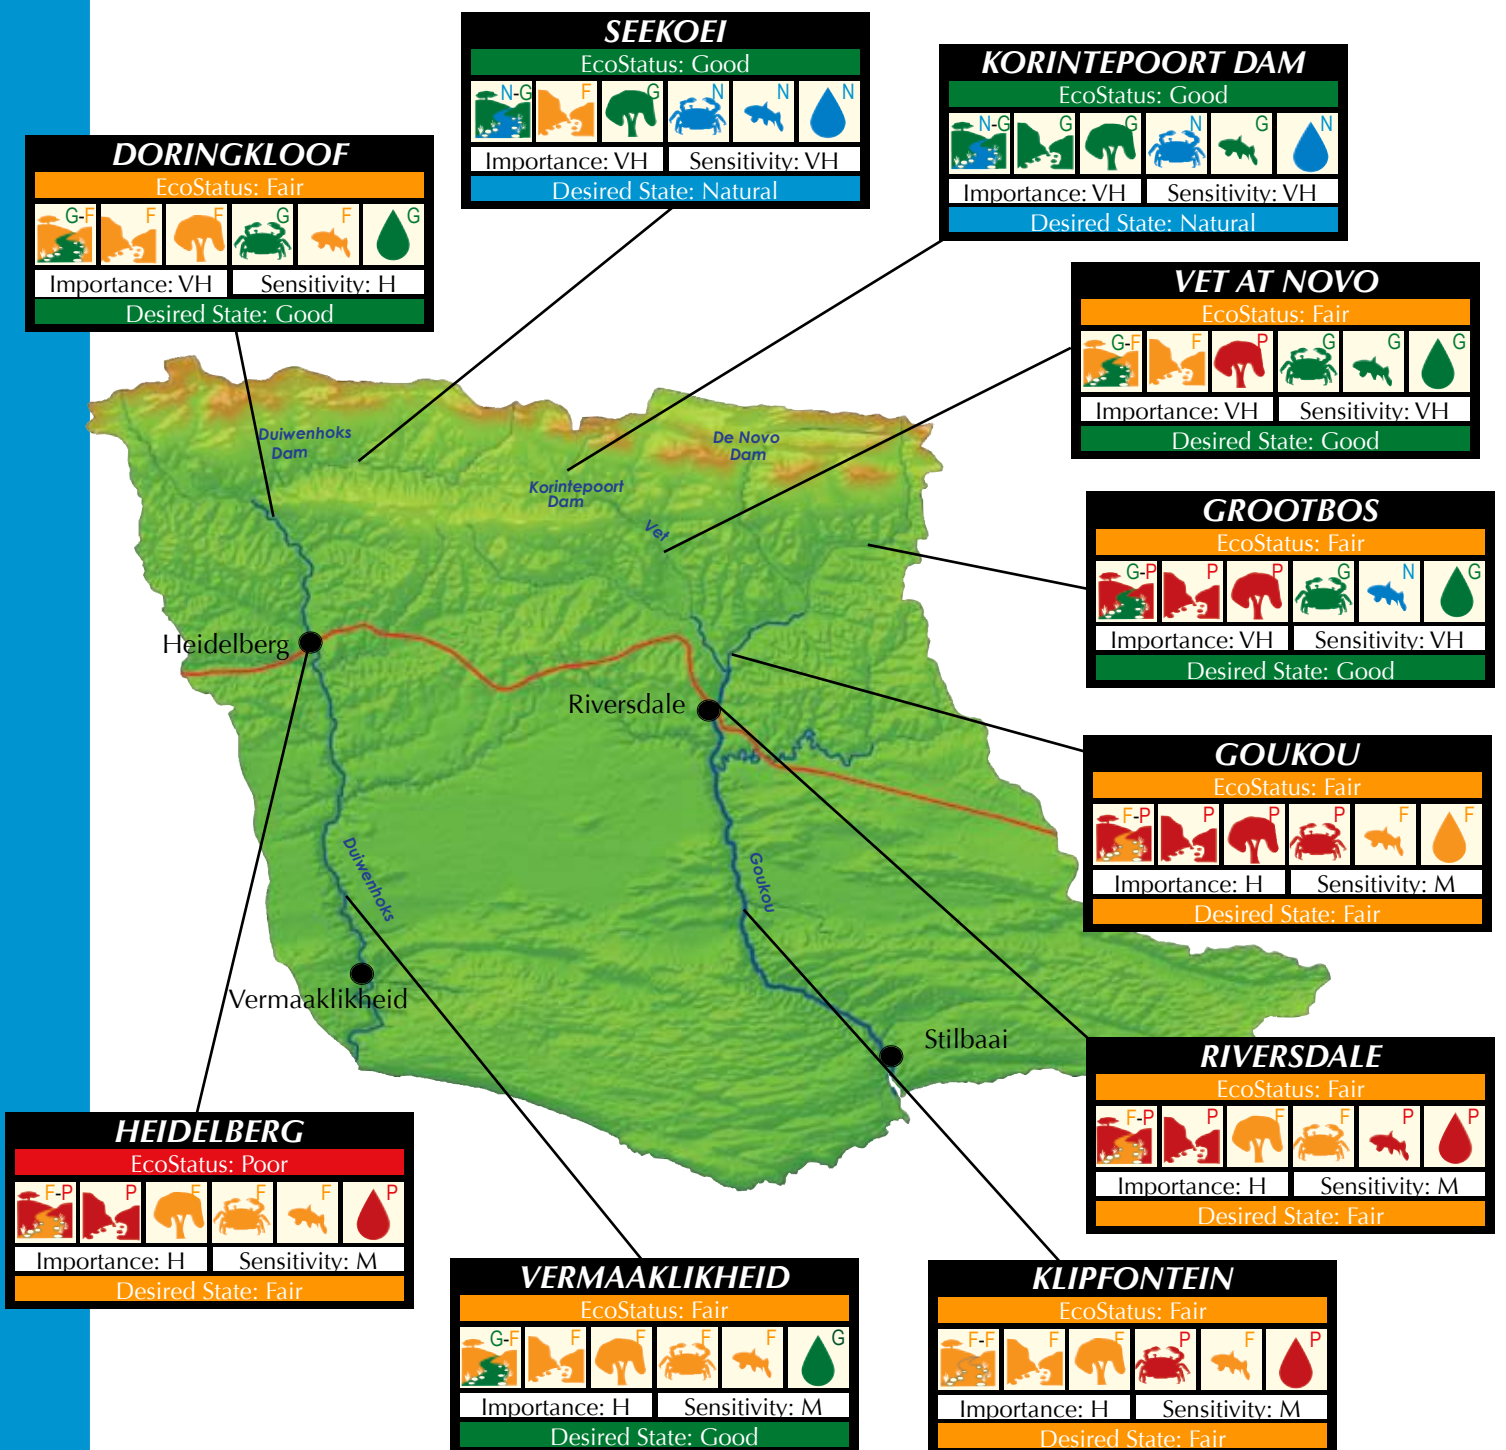 SEEKOEI
EcoStatus: Good
N-G F G N N N
Importance: VH Sensitivity: VH
Desired State: Natural
KORINTEPOORT DAM
EcoStatus: Good
N-G G G N G N
Importance: VH Sensitivity: VH
Desired State: Natural
DORINGKLOOF
EcoStatus: Fair
G-F F F G F G
Importance: VH Sensitivity: H
Desired State: Good
VET AT NOVO
EcoStatus: Fair
G-F F P G G G
Importance: VH Sensitivity: VH
Desired State: Good
Duiwenhoks
Dam
De Novo
Dam
Korintepoort
Dam
Vet
GROOTBOS
EcoStatus: Fair
G-P P P G N G
Importance: VH Sensitivity: VH
Desired State: Good
Heidelberg
Riversdale
GOUKOU
EcoStatus: Fair
F-P P P P F F
Importance: H Sensitivity: M
Desired State: Fair
Duiwenhoks
Goukou
Vermaaklikheid
Stilbaai
RIVERSDALE
EcoStatus: Fair
F-P P F F P P
Importance: H Sensitivity: M
Desired State: Fair
HEIDELBERG
EcoStatus: Poor
F-P P F F F P
Importance: H Sensitivity: M
Desired State: Fair
VERMAAKLIKHEID
EcoStatus: Fair
G-F F F F F G
Importance: H Sensitivity: M
Desired State: Good
KLIPFONTEIN
EcoStatus: Fair
F-F F F P F P
Importance: H Sensitivity: M
Desired State: Fair